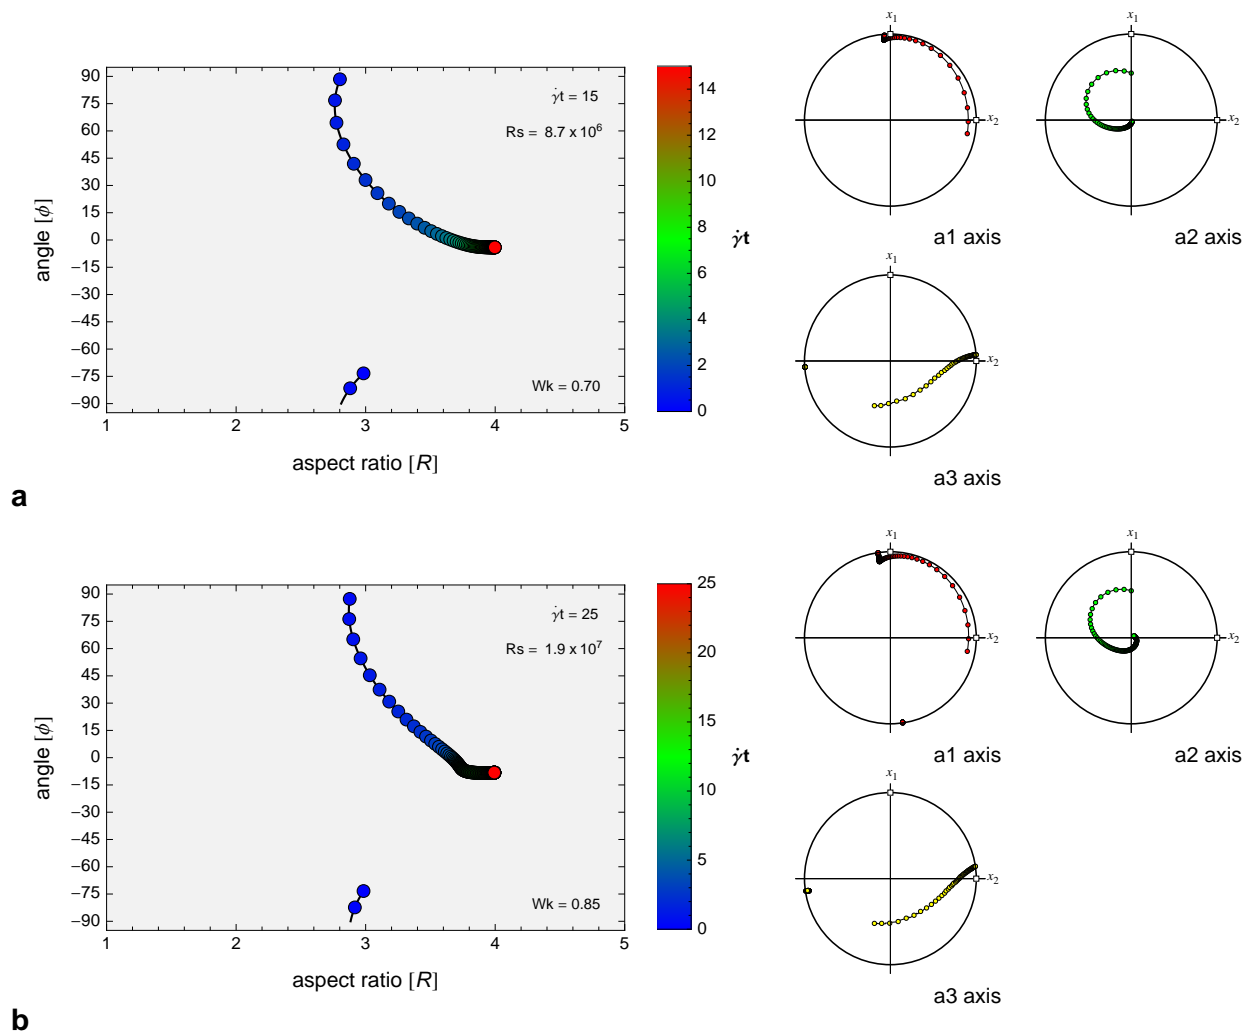 90
75
60
45
30
15
0
−15
−30
−45
−60
−75
−90
angle [ϕ]
1 2 3 4 5
aspect ratio [R]
γ̇t = 15
Rs = 8.7 x 10⁶
Wk = 0.70
14
12
10
8
6
4
2
0
γ̇t
x₁
x₂
a1 axis
x₁
x₂
a2 axis
x₁
x₂
a3 axis
a
90
75
60
45
30
15
0
−15
−30
−45
−60
−75
−90
angle [ϕ]
1 2 3 4 5
aspect ratio [R]
γ̇t = 25
Rs = 1.9 x 10⁷
Wk = 0.85
25
20
15
10
5
0
γ̇t
x₁
x₂
a1 axis
x₁
x₂
a2 axis
x₁
x₂
a3 axis
b